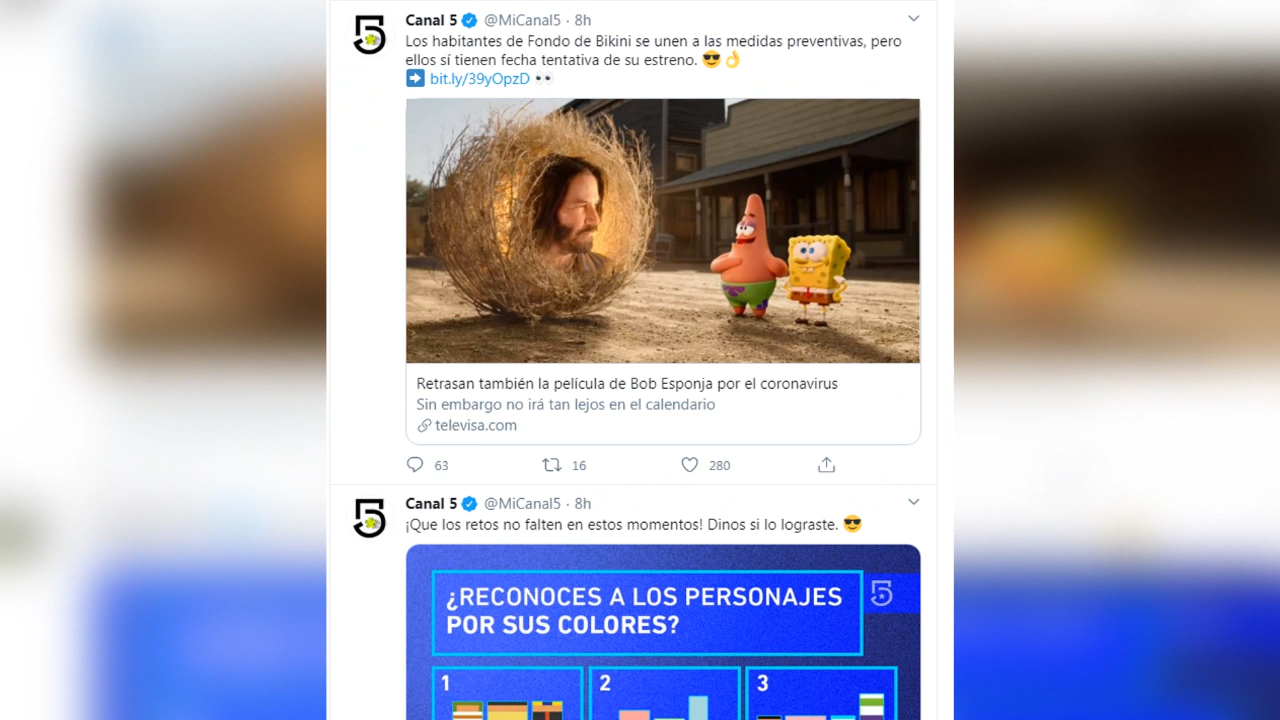 Canal 5 @MiCanal5 · 8h
Los habitantes de Fondo de Bikini se unen a las medidas preventivas, pero
ellos sí tienen fecha tentativa de su estreno. 😎👌
➡ bit.ly/39yOpzD 👀
Retrasan también la película de Bob Esponja por el coronavirus
Sin embargo no irá tan lejos en el calendario
televisa.com
63 16 280
Canal 5 @MiCanal5 · 8h
¡Que los retos no falten en estos momentos! Dinos si lo lograste. 😎
¿RECONOCES A LOS PERSONAJES
POR SUS COLORES?
5
1 2 3